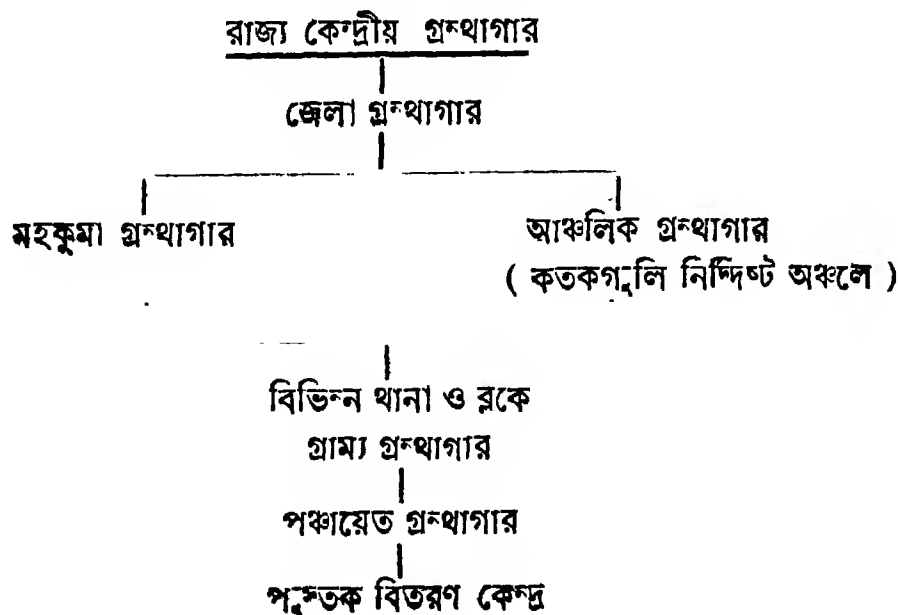 রাজ্য কেন্দ্রীয় গ্রন্থাগার
জেলা গ্রন্থাগার
মহকুমা গ্রন্থাগার
আঞ্চলিক গ্রন্থাগার
( কতকগুলি নির্দ্দিষ্ট অঞ্চলে )
বিভিন্ন থানা ও ব্লকে
গ্রাম্য গ্রন্থাগার
পঞ্চায়েত গ্রন্থাগার
পুস্তক বিতরণ কেন্দ্র